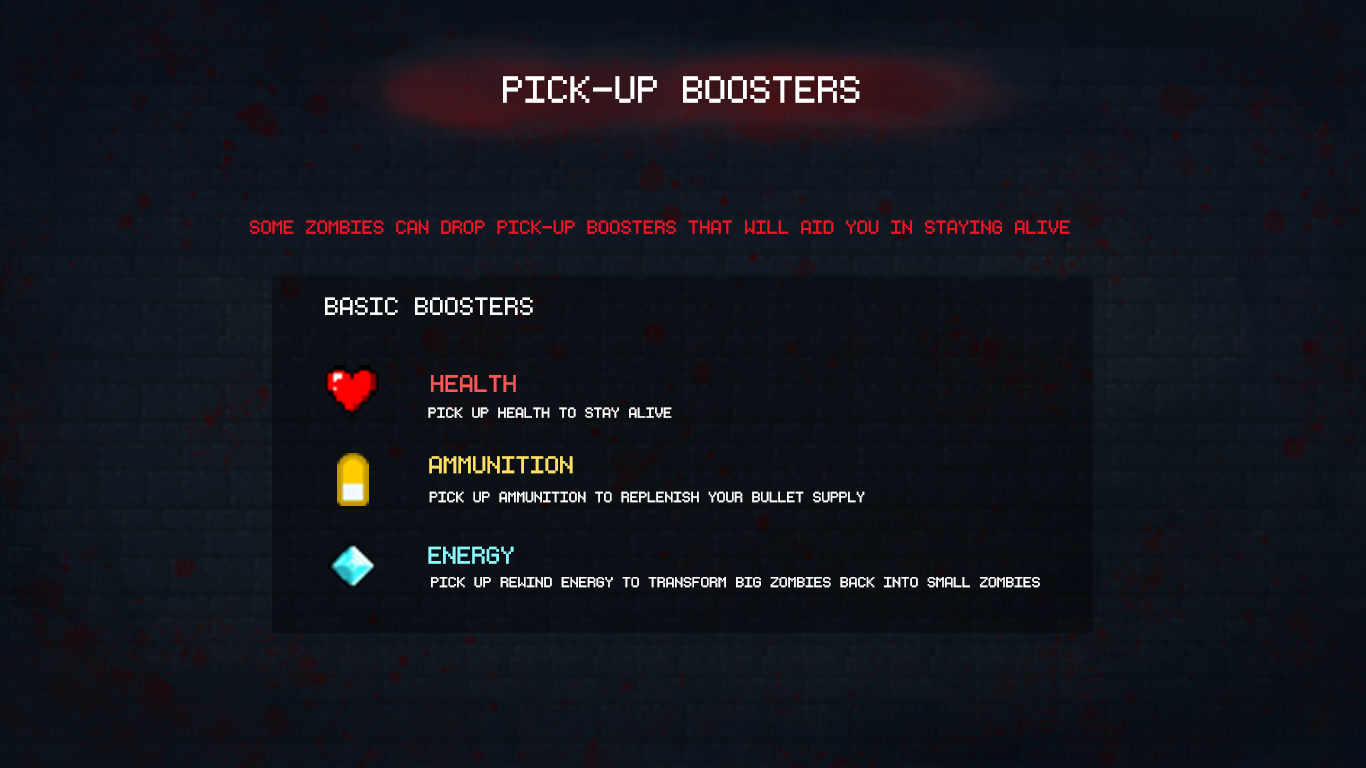 PICK-UP BOOSTERS
SOME ZOMBIES CAN DROP PICK-UP BOOSTERS THAT WILL AID YOU IN STAYING ALIVE
BASIC BOOSTERS
HEALTH
PICK UP HEALTH TO STAY ALIVE
AMMUNITION
PICK UP AMMUNITION TO REPLENISH YOUR BULLET SUPPLY
ENERGY
PICK UP REWIND ENERGY TO TRANSFORM BIG ZOMBIES BACK INTO SMALL ZOMBIES